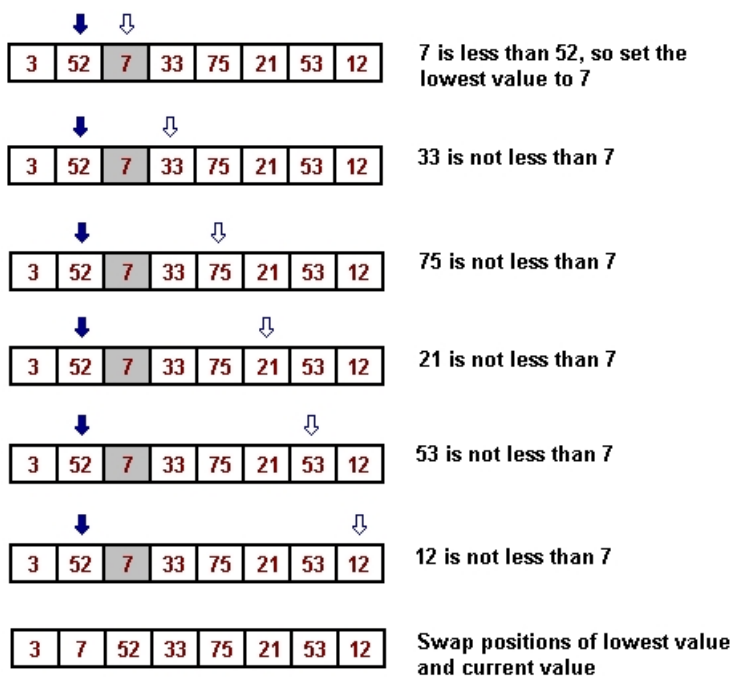 3 52 7 33 75 21 53 12
7 is less than 52, so set the
lowest value to 7
3 52 7 33 75 21 53 12
33 is not less than 7
3 52 7 33 75 21 53 12
75 is not less than 7
3 52 7 33 75 21 53 12
21 is not less than 7
3 52 7 33 75 21 53 12
53 is not less than 7
3 52 7 33 75 21 53 12
12 is not less than 7
3 7 52 33 75 21 53 12
Swap positions of lowest value
and current value